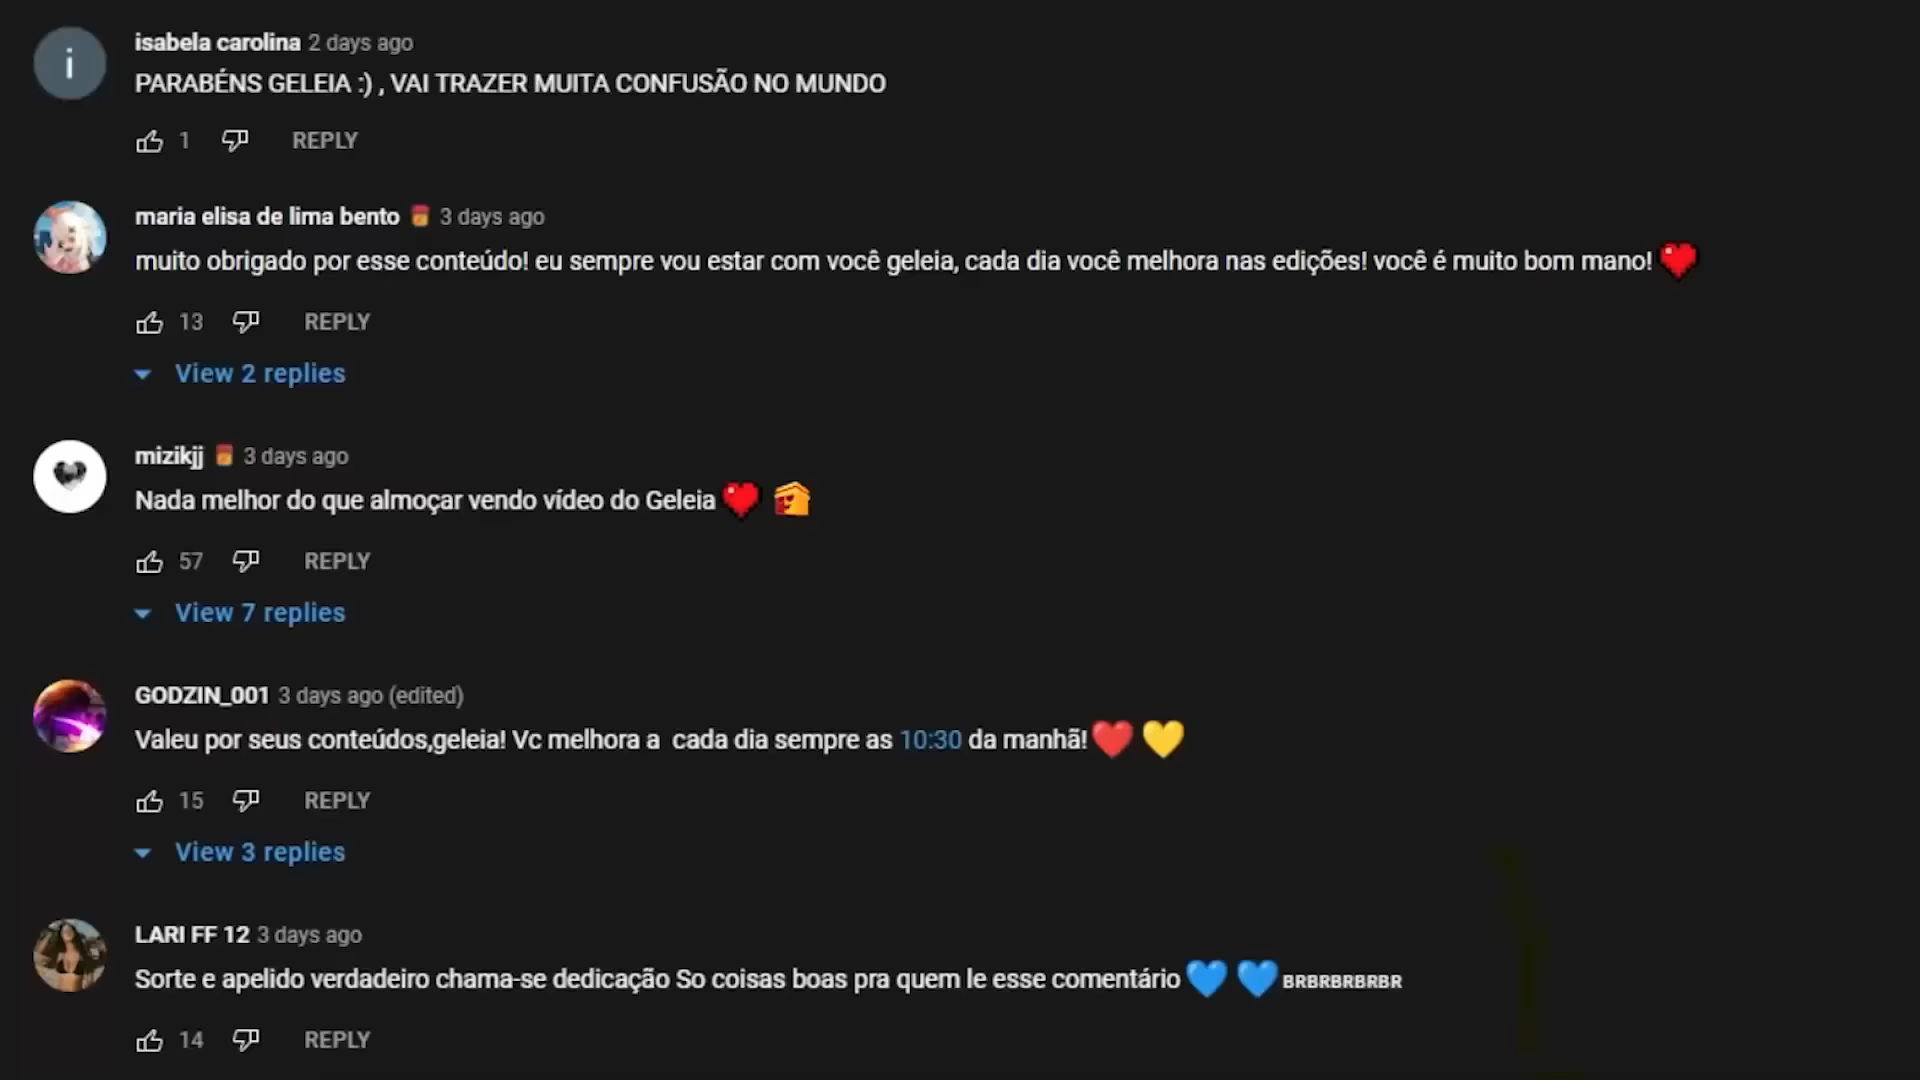 i
isabela carolina 2 days ago
PARABÉNS GELEIA :) , VAI TRAZER MUITA CONFUSÃO NO MUNDO
1 REPLY
maria elisa de lima bento 3 days ago
muito obrigado por esse conteúdo! eu sempre vou estar com você geleia, cada dia você melhora nas edições! você é muito bom mano!
13 REPLY
View 2 replies
mizikjj 3 days ago
Nada melhor do que almoçar vendo vídeo do Geleia
57 REPLY
View 7 replies
GODZIN_001 3 days ago (edited)
Valeu por seus conteúdos,geleia! Vc melhora a  cada dia sempre as 10:30 da manhã!❤️ 💛
15 REPLY
View 3 replies
LARI FF 12 3 days ago
Sorte e apelido verdadeiro chama-se dedicação So coisas boas pra quem le esse comentário💙 💙ʙʀʙʀʙʀʙʀʙʀ
14 REPLY